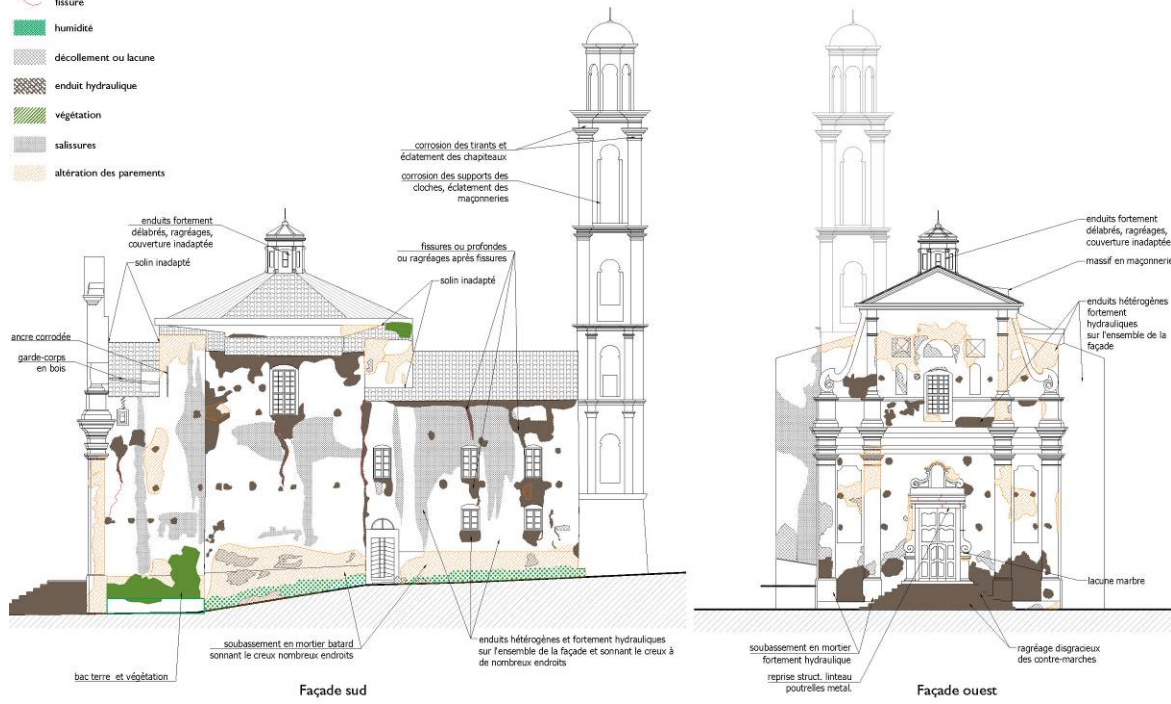 fissure
humidité
décollement ou lacune
enduit hydraulique
végétation
salissures
altération des parements
corrosion des tirants et
éclatement des chapiteaux
corrosion des supports des
cloches, éclatement des
maçonneries
enduits fortement
délabrés, ragréages,
couverture inadaptée
solin inadapté
fissures ou profondes
ou ragréages après fissures
solin inadapté
ancre corrodée
garde-corps
en bois
soubassement en mortier batard
sonnant le creux nombreux endroits
enduits hétérogènes et fortement hydrauliques
sur l'ensemble de la façade et sonnant le creux à
de nombreux endroits
bac terre et végètation
Façade sud
enduits fortement
délabrés, ragréages,
couverture inadaptée
massif en maçonnerie
enduits hétérogènes
fortement
hydrauliques
sur l'ensemble de la
façade
lacune marbre
soubassement en mortier
fortement hydraulique
reprise struct. linteau
poutrelles metal.
ragréage disgracieux
des contre-marches
Façade ouest